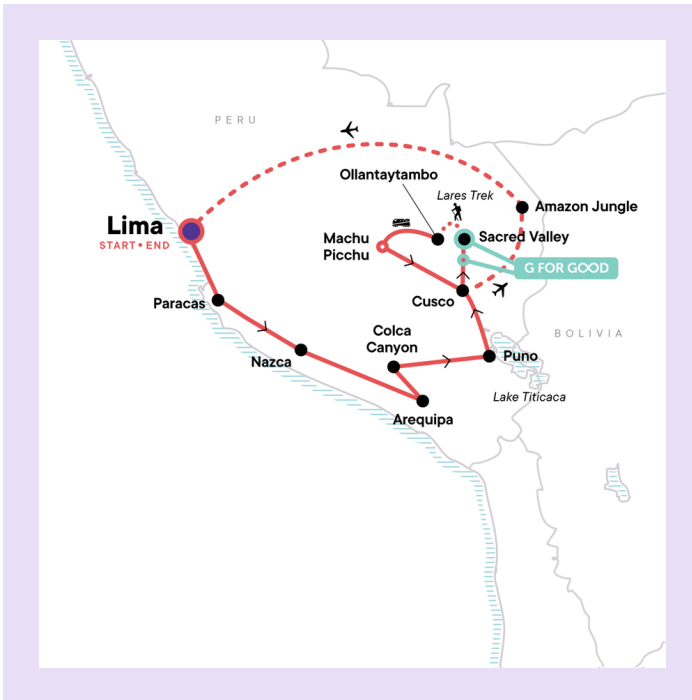 PERU
Ollantaytambo
Lares Trek
Amazon Jungle
Lima
START • END
Machu
Picchu
Sacred Valley
G FOR GOOD
Cusco
Paracas
Colca
Canyon
BOLIVIA
Nazca
Puno
Lake Titicaca
Arequipa